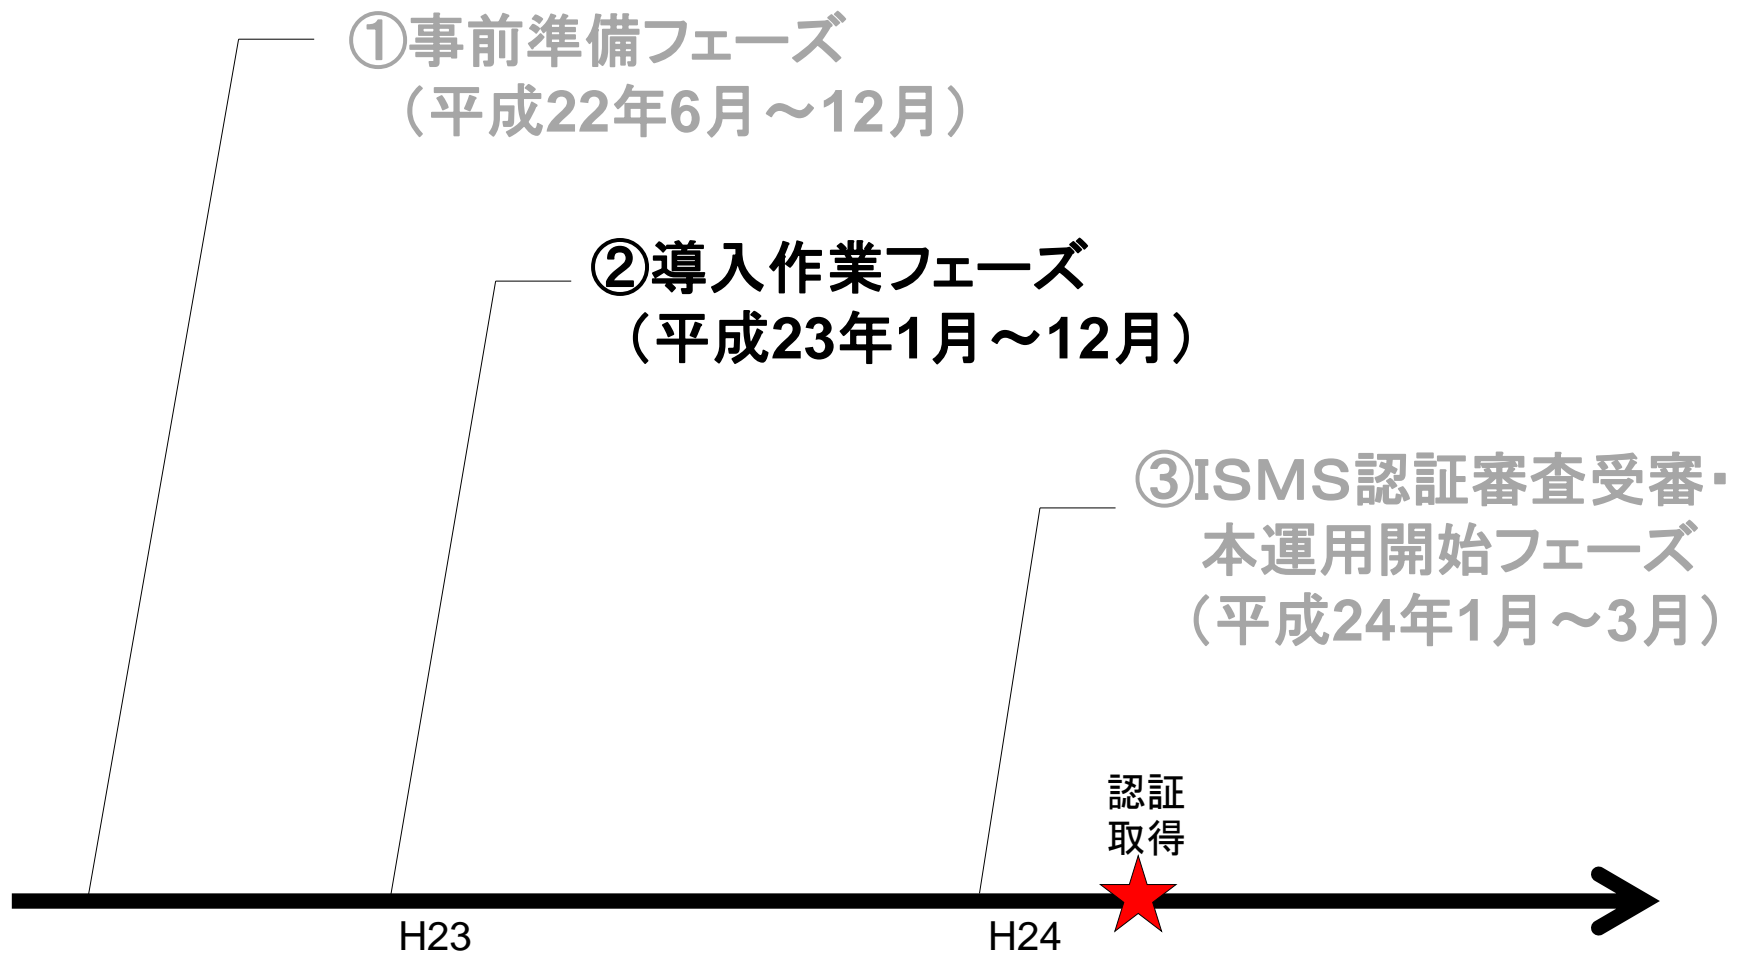 ①事前準備フェーズ
（平成22年6月～12月）
②導入作業フェーズ
（平成23年1月～12月）
③ISMS認証審査受審・
本運用開始フェーズ
（平成24年1月～3月）
認証
取得
H23
H24